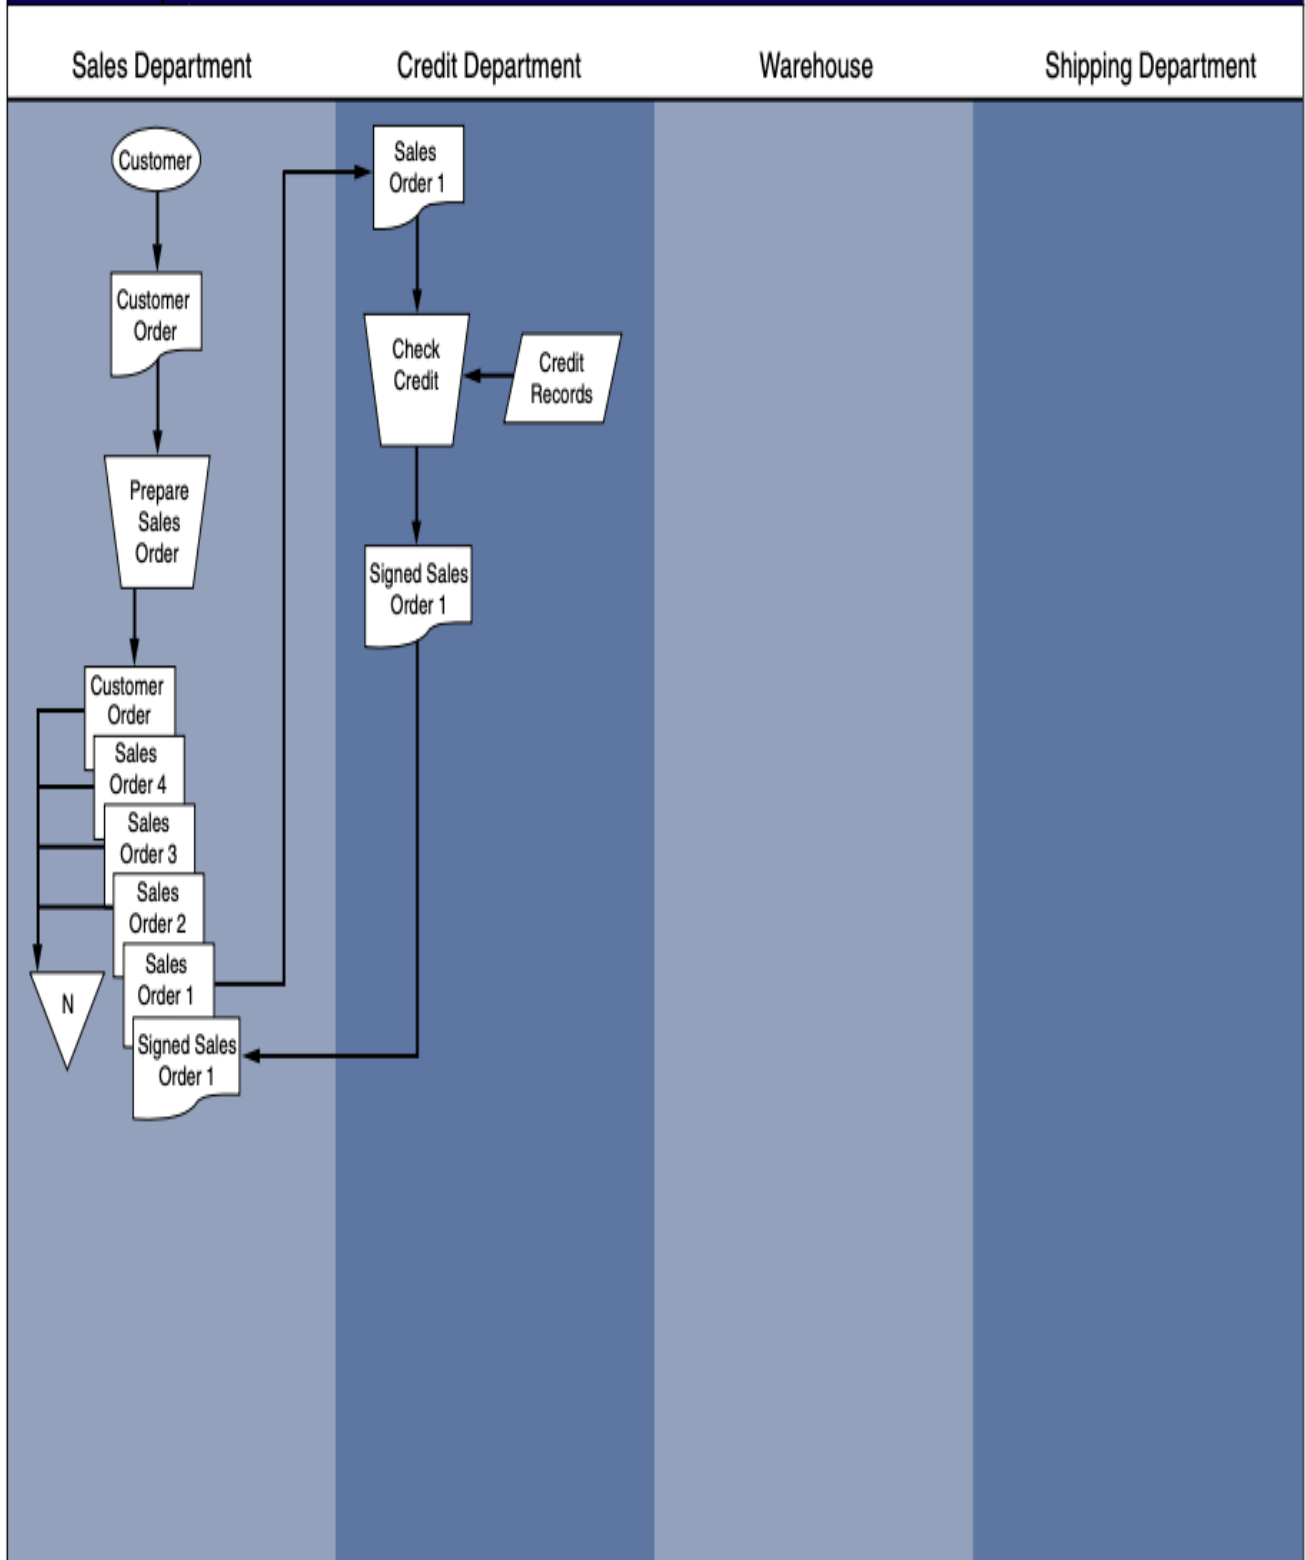 Sales Department
Credit Department
Warehouse
Shipping Department
Customer
Customer
Order
Prepare
Sales
Order
Customer
Order
Sales
Order 4
Sales
Order 3
Sales
Order 2
Sales
Order 1
N
Signed Sales
Order 1
Sales
Order 1
Check
Credit
Credit
Records
Signed Sales
Order 1